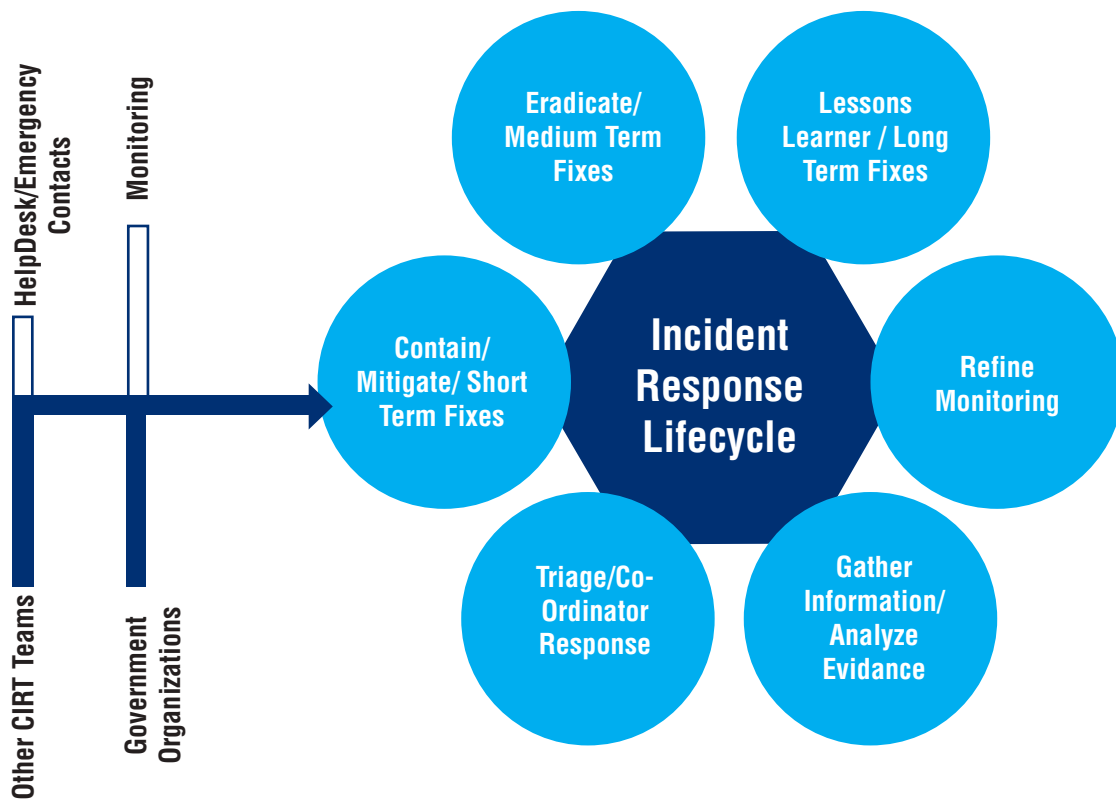 HelpDesk/Emergency
Contacts
Monitoring
Other CIRT Teams
Government
Organizations
Eradicate/
Medium Term
Fixes
Lessons
Learner / Long
Term Fixes
Contain/
Mitigate/ Short
Term Fixes
Incident
Response
Lifecycle
Refine
Monitoring
Triage/Co-
Ordinator
Response
Gather
Information/
Analyze
Evidance